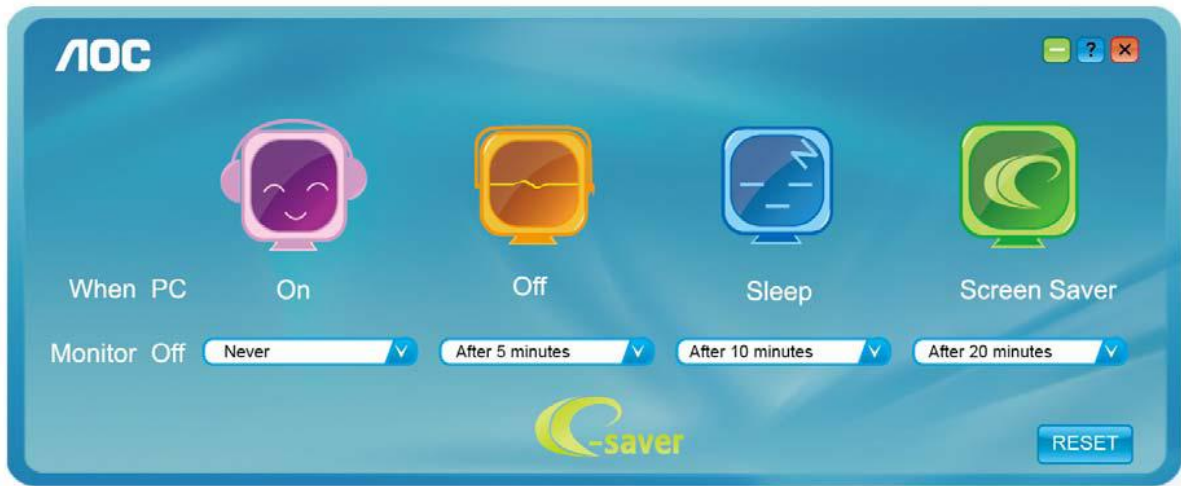 AOC
?
When PC On Off Sleep Screen Saver
Monitor Off Never After 5 minutes After 10 minutes After 20 minutes
e-saver
RESET